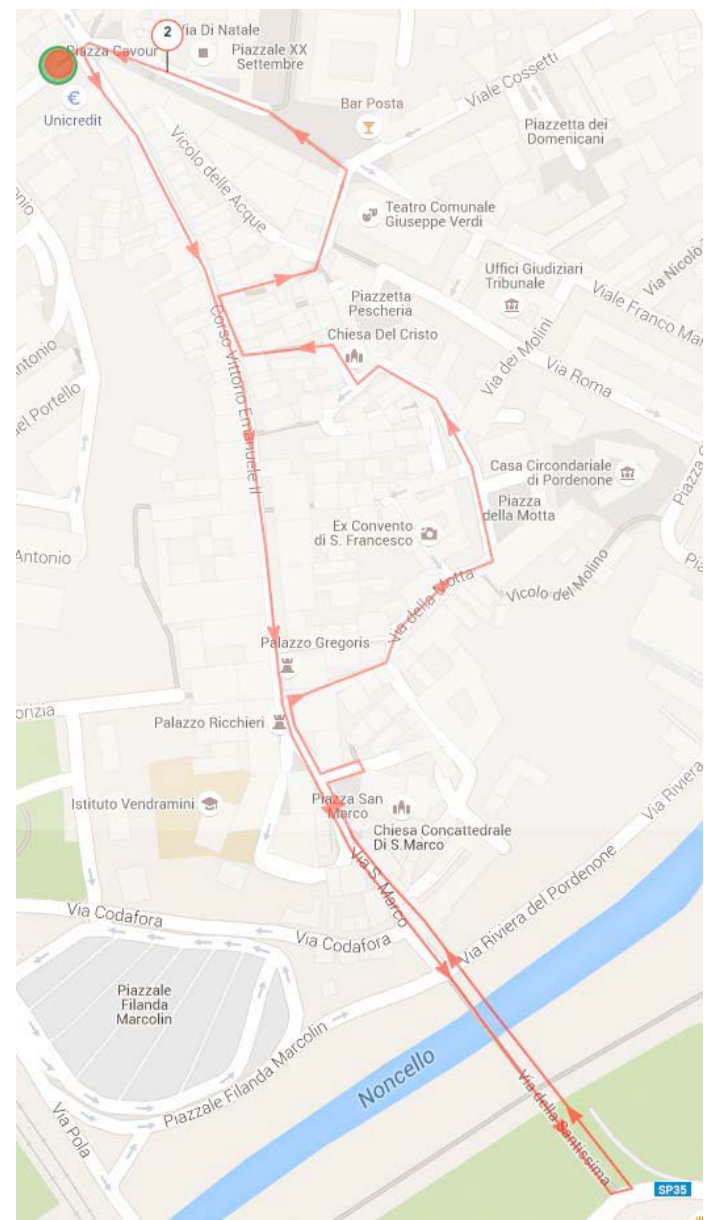 2
Via Di Natale
Piazza Cavour
Piazzale XX
Settembre
Unicredit
Viale Cossetti
Bar Posta
Piazzetta dei
Domenicani
Vicolo delle Acque
Teatro Comunale
Giuseppe Verdi
Uffici Giudiziari
Tribunale
Via Nicolo
Viale Franco Mar
Piazzetta
Pescheria
Chiesa Del Cristo
Via dei Molini
Via Roma
onio
ntonio
el Portello
Corso Vittorio Emanuele II
Casa Circondariale
di Pordenone
Piazza
Piazza
della Motta
Ex Convento
di S. Francesco
Antonio
Via della Motta
Vicolo del Molino
Pia
Palazzo Gregoris
orizia
Palazzo Ricchieri
Istituto Vendramini
Piazza San
Marco
Chiesa Concattedrale
Di S.Marco
Via Riviera
Via S. Marco
Via Codafora
Via Codafora
Via Riviera del Pordenone
Piazzale
Filanda
Marcolin
Piazzale Filanda Marcolin
Noncello
Via Pola
Via della Santissima
SP35